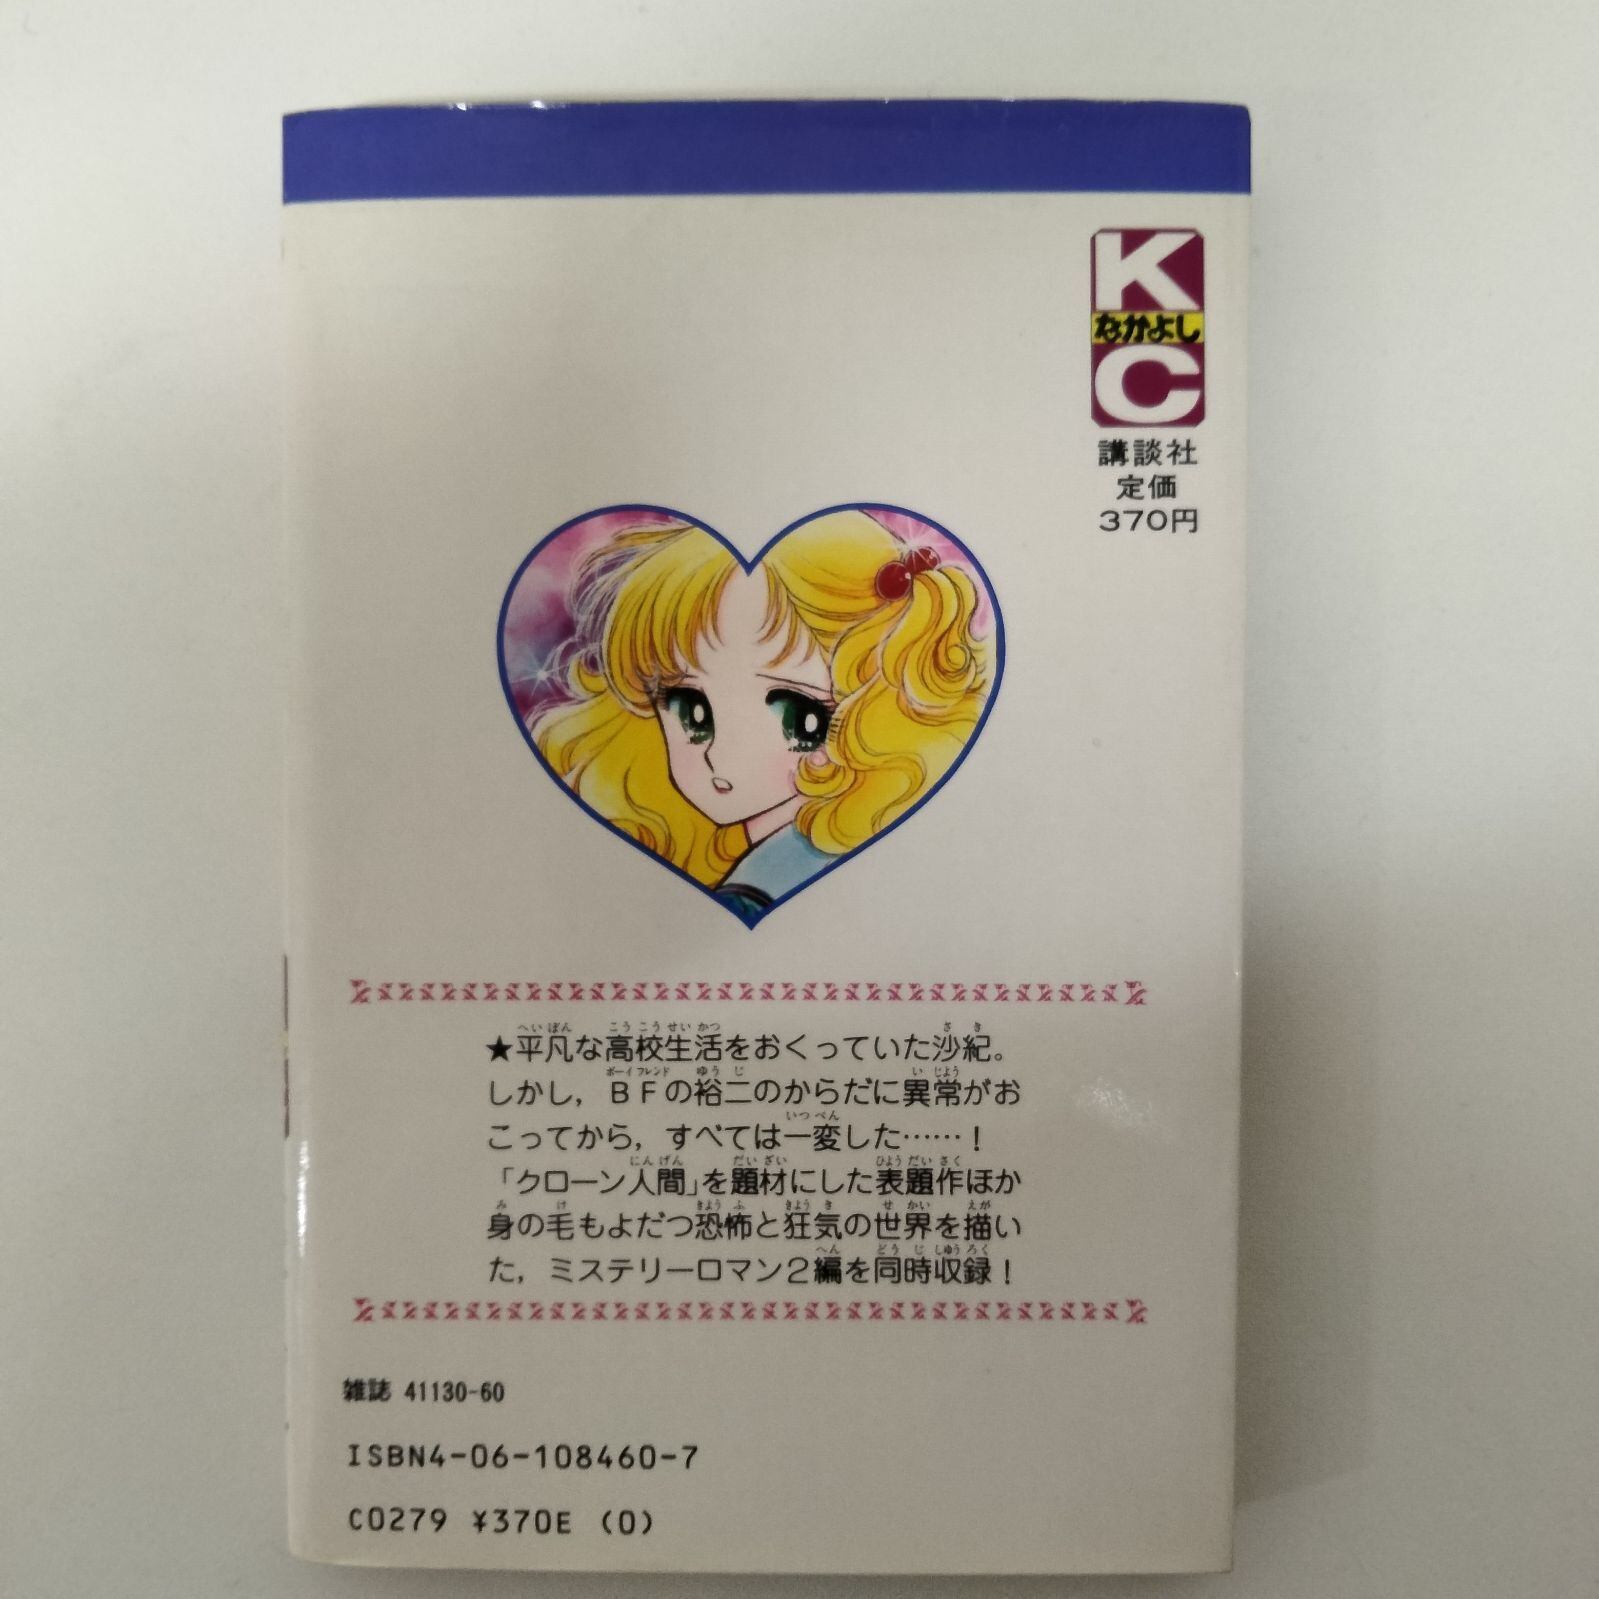 K
なかよし
C
講談社
定価
370円
★平凡な高校生活をおくっていた沙紀。
しかし，BFの裕二のからだに異常がお
こってから，すべては一変した……！
「クローン人間」を題材にした表題作ほか
身の毛もよだつ恐怖と狂気の世界を描い
た，ミステリーロマン2編を同時収録！
雑誌 41130-60
ISBN4-06-108460-7
C0279 ¥370E (0)